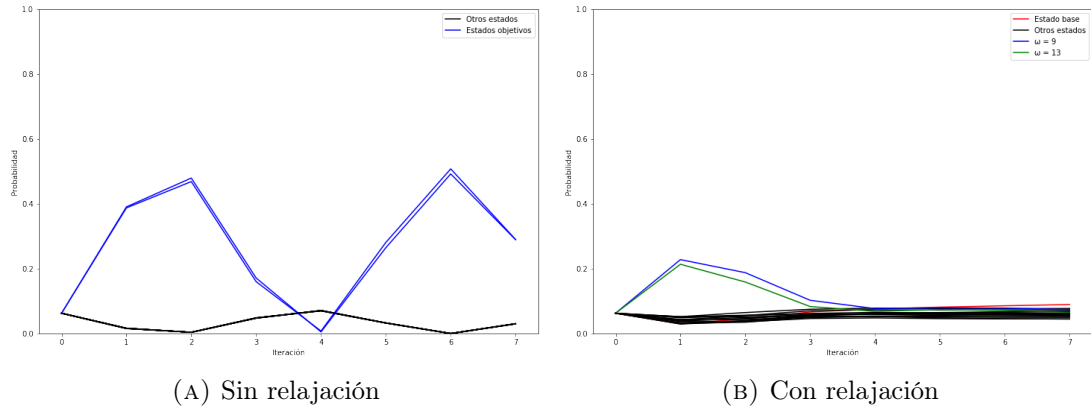 1.0
0.8
0.6
0.4
0.2
0.0
Probabilidad
0 1 2 3 4 5 6 7
Iteración
Otros estados
Estados objetivos
(A) Sin relajación
1.0
0.8
0.6
0.4
0.2
0.0
Probabilidad
0 1 2 3 4 5 6 7
Iteración
Estado base
Otros estados
ω = 9
ω = 13
(B) Con relajación